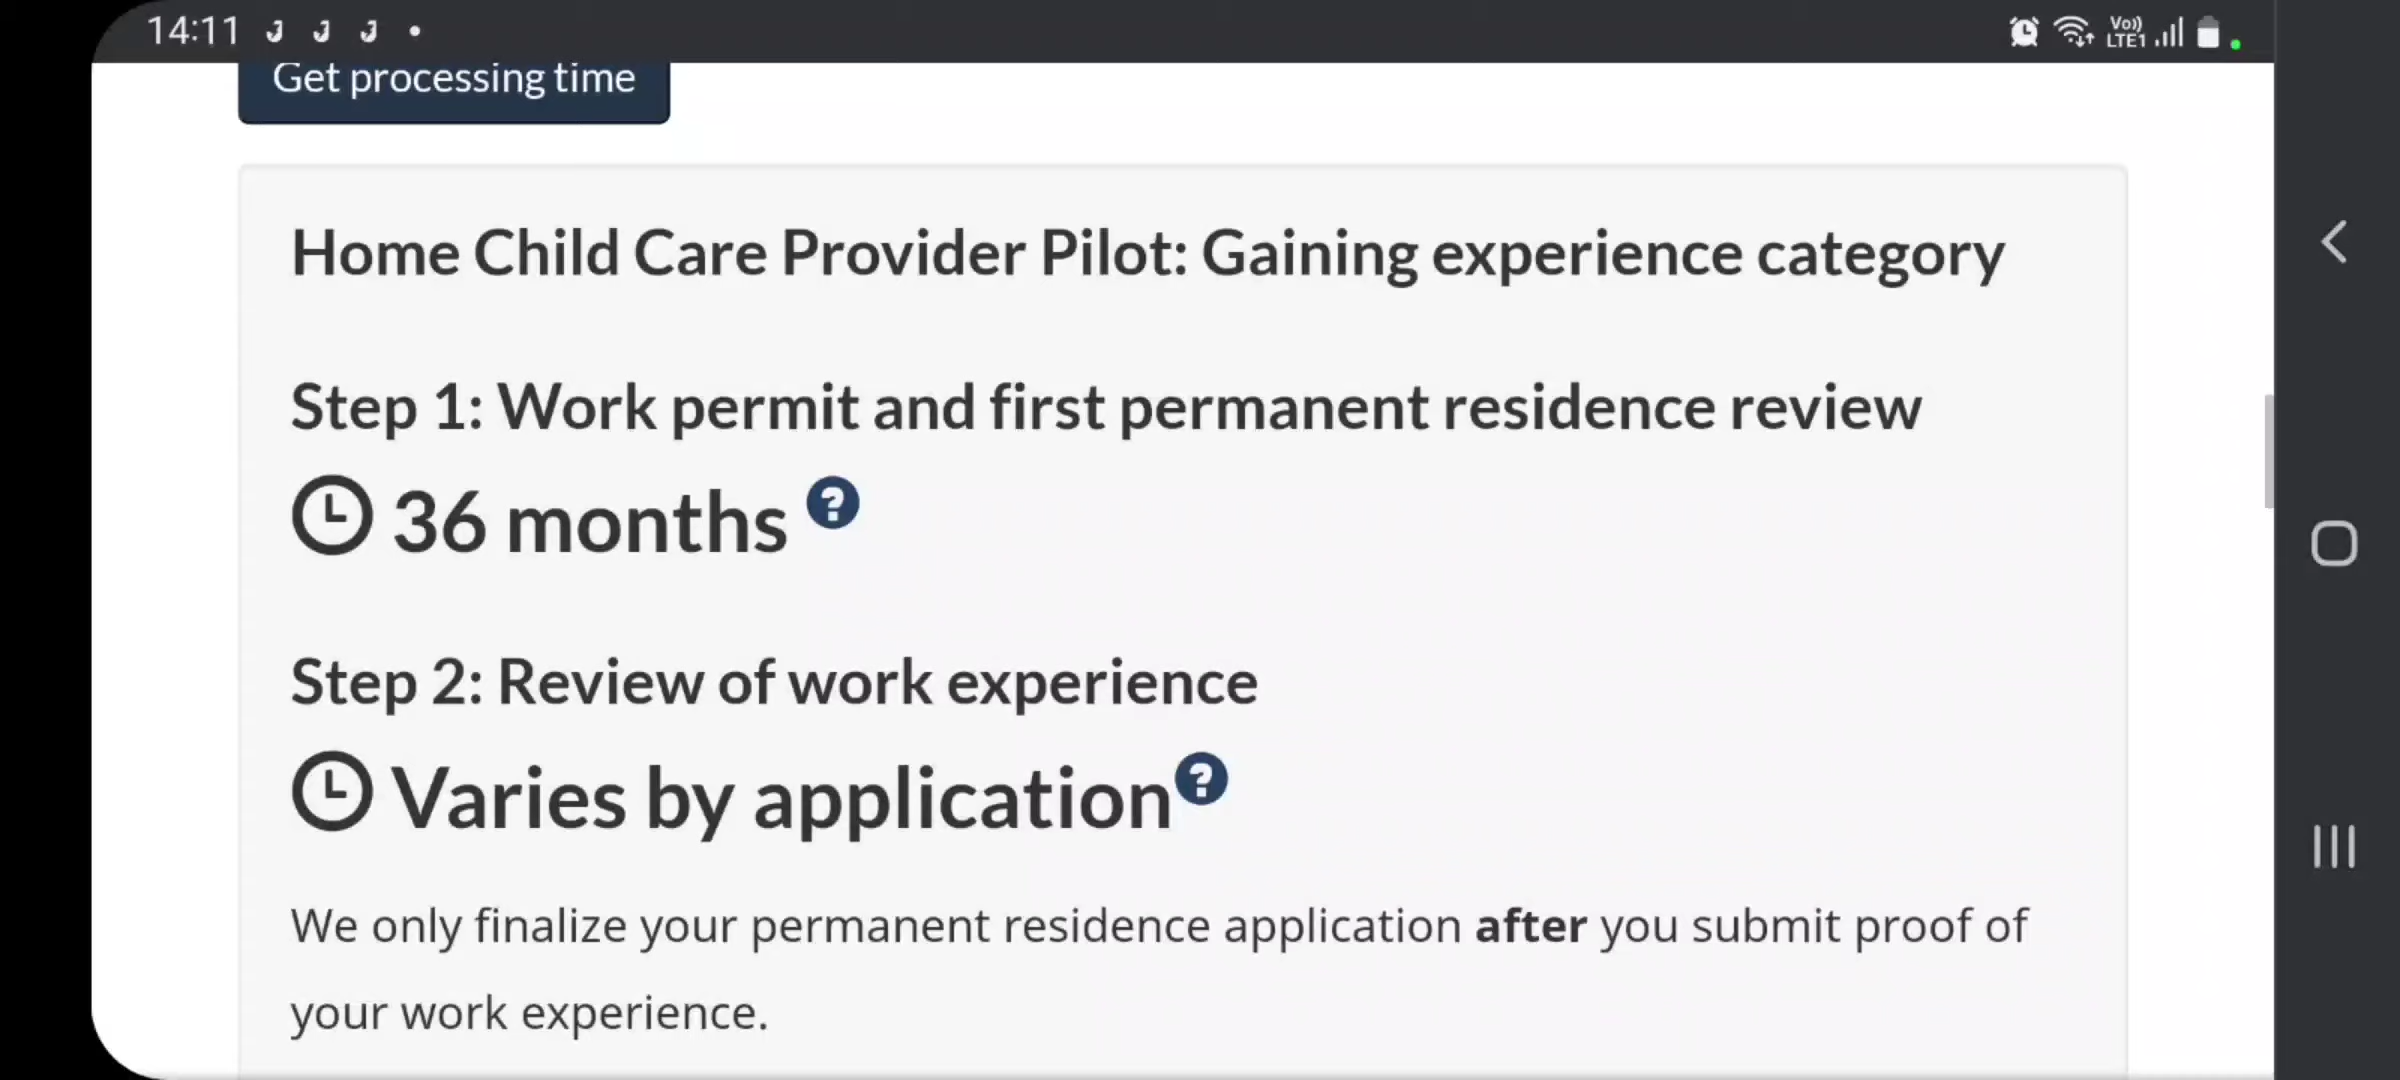 14:11
Vo))
LTE1
Get processing time
Home Child Care Provider Pilot: Gaining experience category
Step 1: Work permit and first permanent residence review
36 months ?
Step 2: Review of work experience
Varies by application ?
We only finalize your permanent residence application after you submit proof of
your work experience.